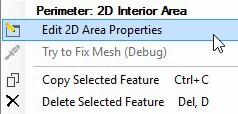 Perimeter: 2D Interior Area
Edit 2D Area Properties
Try to Fix Mesh (Debug)
Copy Selected Feature Ctrl+C
Delete Selected Feature Del, D